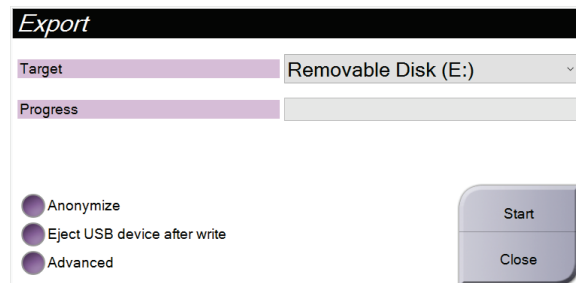 Export
Target
Removable Disk (E:)
Progress
Anonymize
Eject USB device after write
Advanced
Start
Close